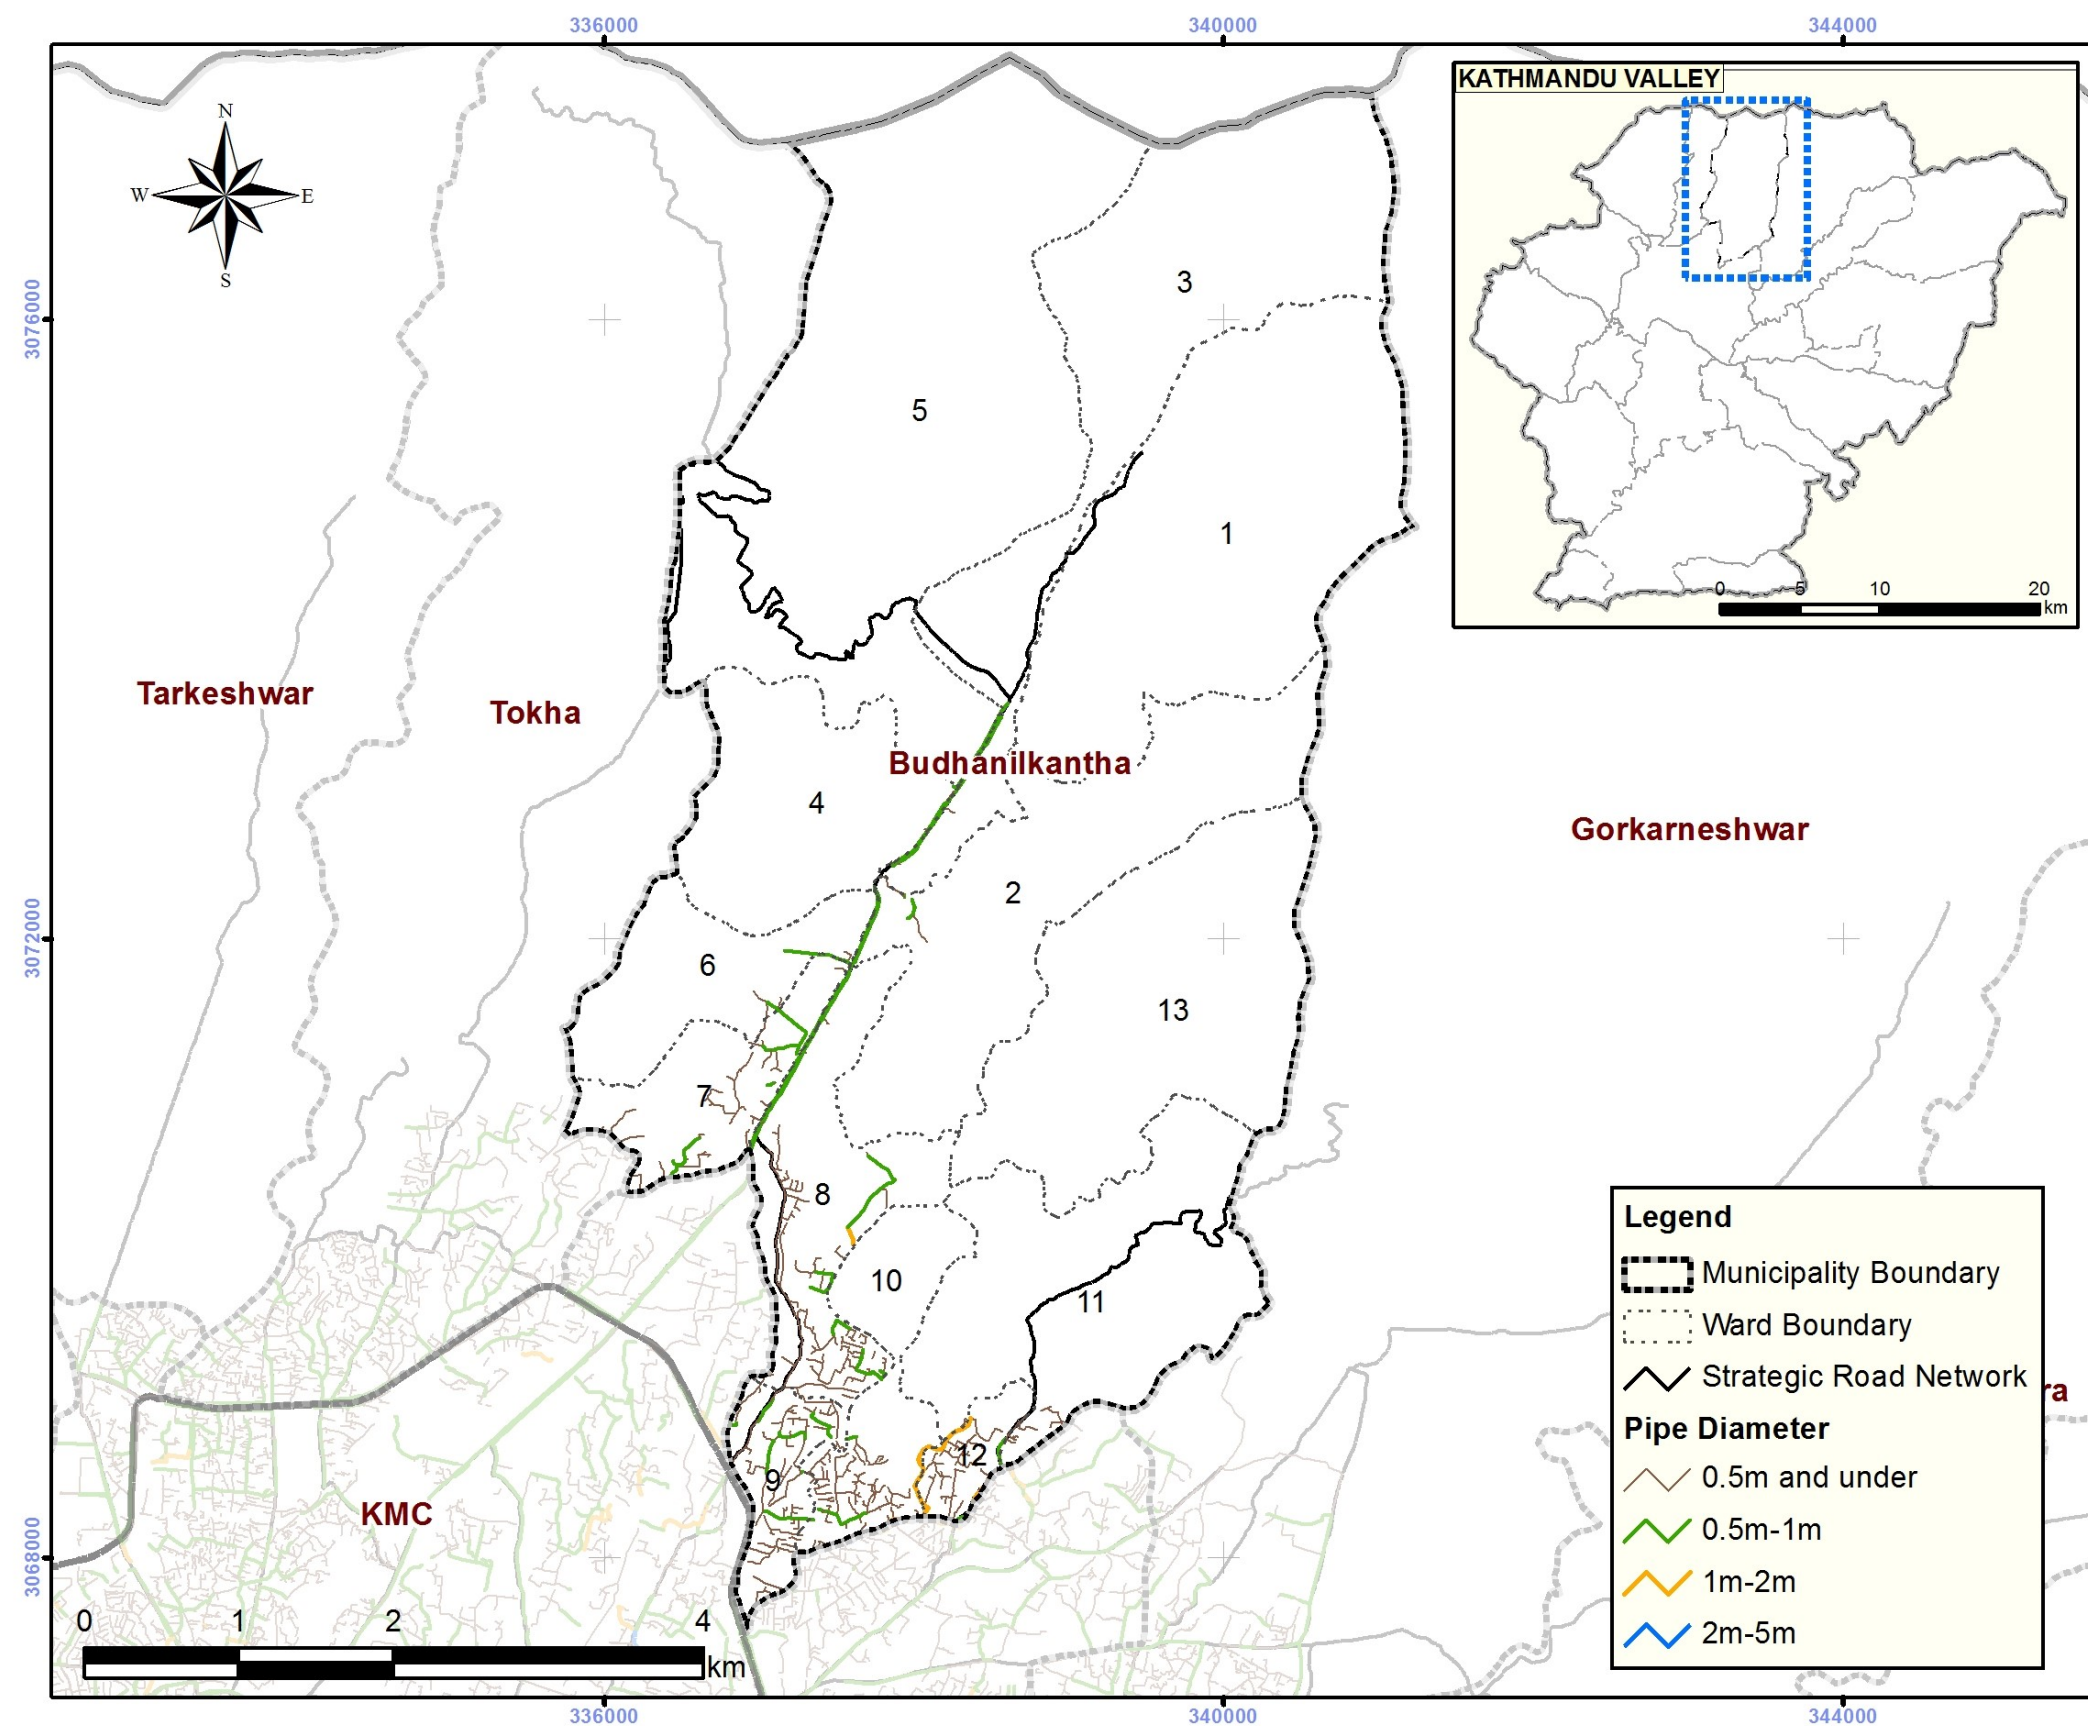 336000
340000
344000
KATHMANDU VALLEY
N
W
E
S
3076000
3
5
1
0
5
10
20
km
Tarkeshwar
Tokha
Budhanilkantha
4
Gorkarneshwar
2
3072000
6
13
7
8
10
11
12
9
KMC
3068000
0
1
2
4
km
Legend
Municipality Boundary
Ward Boundary
Strategic Road Network
ra
Pipe Diameter
0.5m and under
0.5m-1m
1m-2m
2m-5m
336000
340000
344000